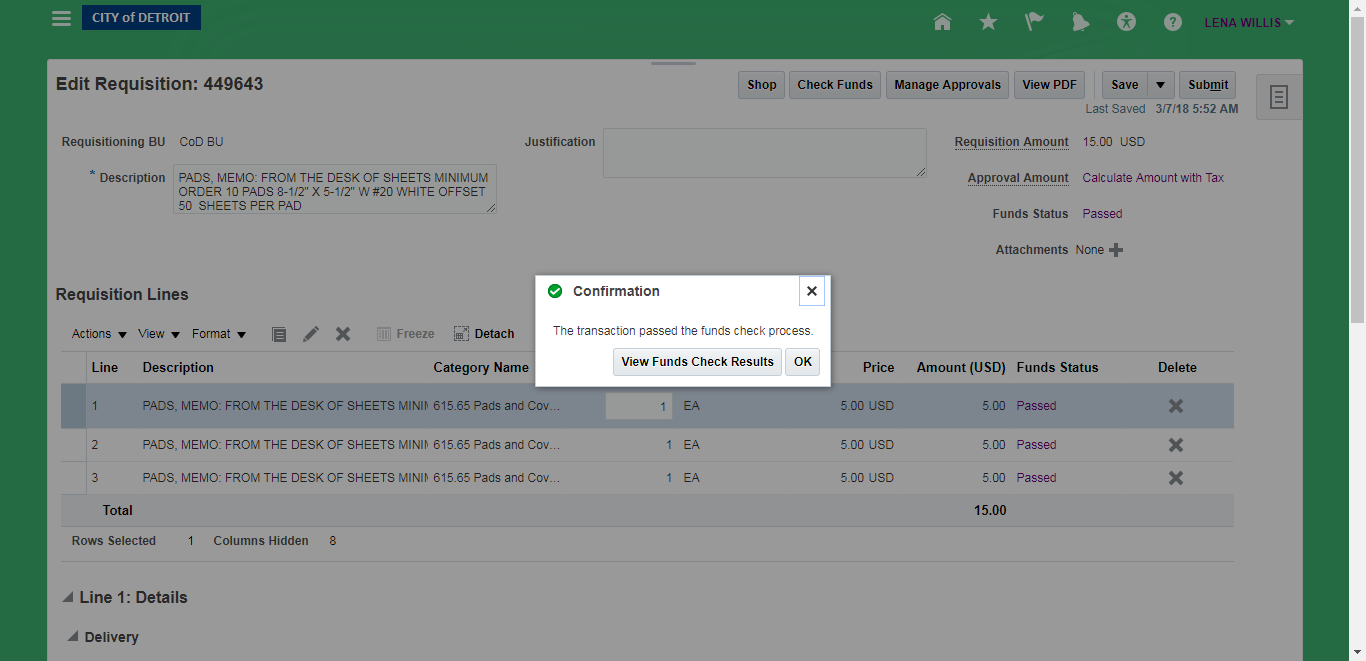 CITY of DETROIT
LENA WILLIS
Edit Requisition: 449643
Shop
Check Funds
Manage Approvals
View PDF
Save
Submit
Last Saved 3/7/18 5:52 AM
Requisitioning BU CoD BU
Justification
Requisition Amount 15.00 USD
* Description
PADS, MEMO: FROM THE DESK OF SHEETS MINIMUM
ORDER 10 PADS 8-1/2" X 5-1/2" W #20 WHITE OFFSET
50 SHEETS PER PAD
Approval Amount Calculate Amount with Tax
Funds Status Passed
Attachments None
Confirmation
The transaction passed the funds check process.
View Funds Check Results
OK
Requisition Lines
Actions View Format Freeze Detach
Line Description Category Name Price Amount (USD) Funds Status Delete
1 PADS, MEMO: FROM THE DESK OF SHEETS MINI 615.65 Pads and Cov... 1 EA 5.00 USD 5.00 Passed
2 PADS, MEMO: FROM THE DESK OF SHEETS MINI 615.65 Pads and Cov... 1 EA 5.00 USD 5.00 Passed
3 PADS, MEMO: FROM THE DESK OF SHEETS MINI 615.65 Pads and Cov... 1 EA 5.00 USD 5.00 Passed
Total 15.00
Rows Selected 1 Columns Hidden 8
Line 1: Details
Delivery